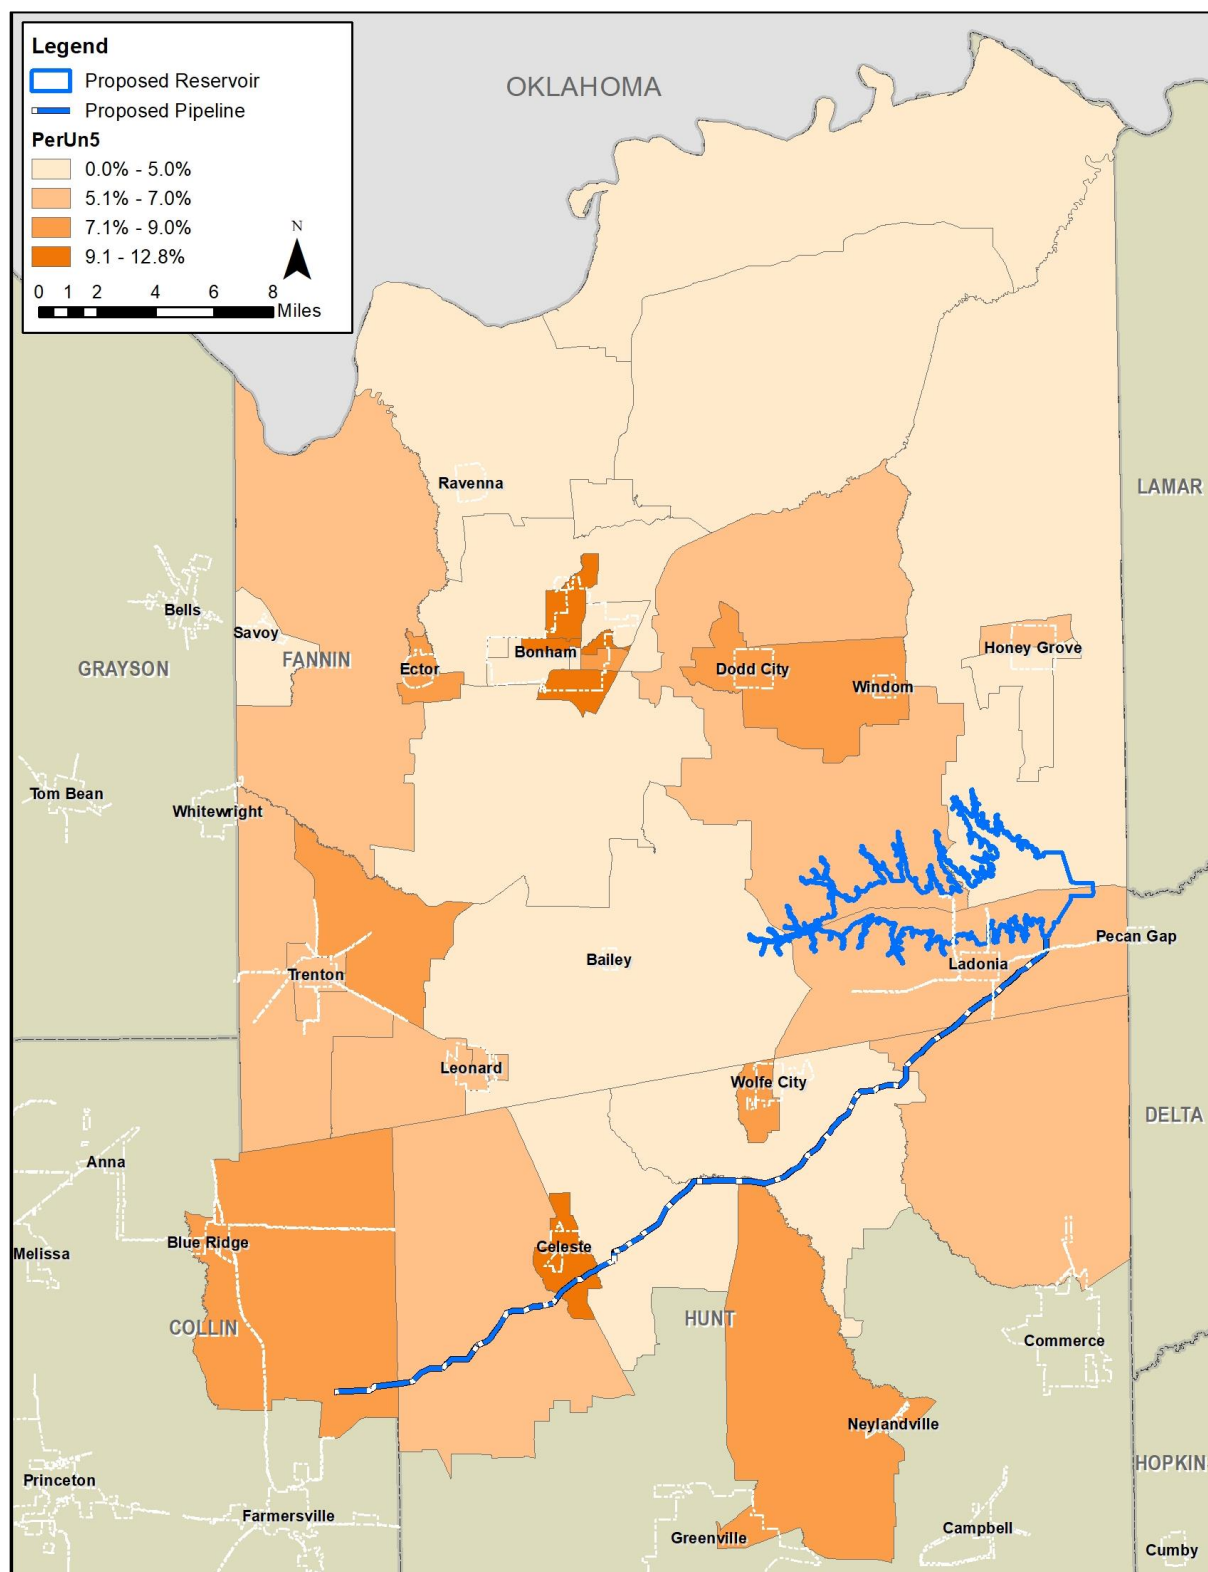 Legend
Proposed Reservoir
Proposed Pipeline
PerUn5
0.0% - 5.0%
5.1% - 7.0%
7.1% - 9.0%
9.1 - 12.8%
N
0 1 2 4 6 8
Miles
OKLAHOMA
Ravenna
LAMAR
Bells
Savoy
GRAYSON
FANNIN
Ector
Bonham
Dodd City
Windom
Honey Grove
Tom Bean
Whitewright
Pecan Gap
Bailey
Ladonia
Trenton
Leonard
Wolfe City
DELTA
Anna
Blue Ridge
Melissa
Celeste
COLLIN
HUNT
Commerce
Neylandville
HOPKIN
Princeton
Farmersville
Greenville
Campbell
Cumby